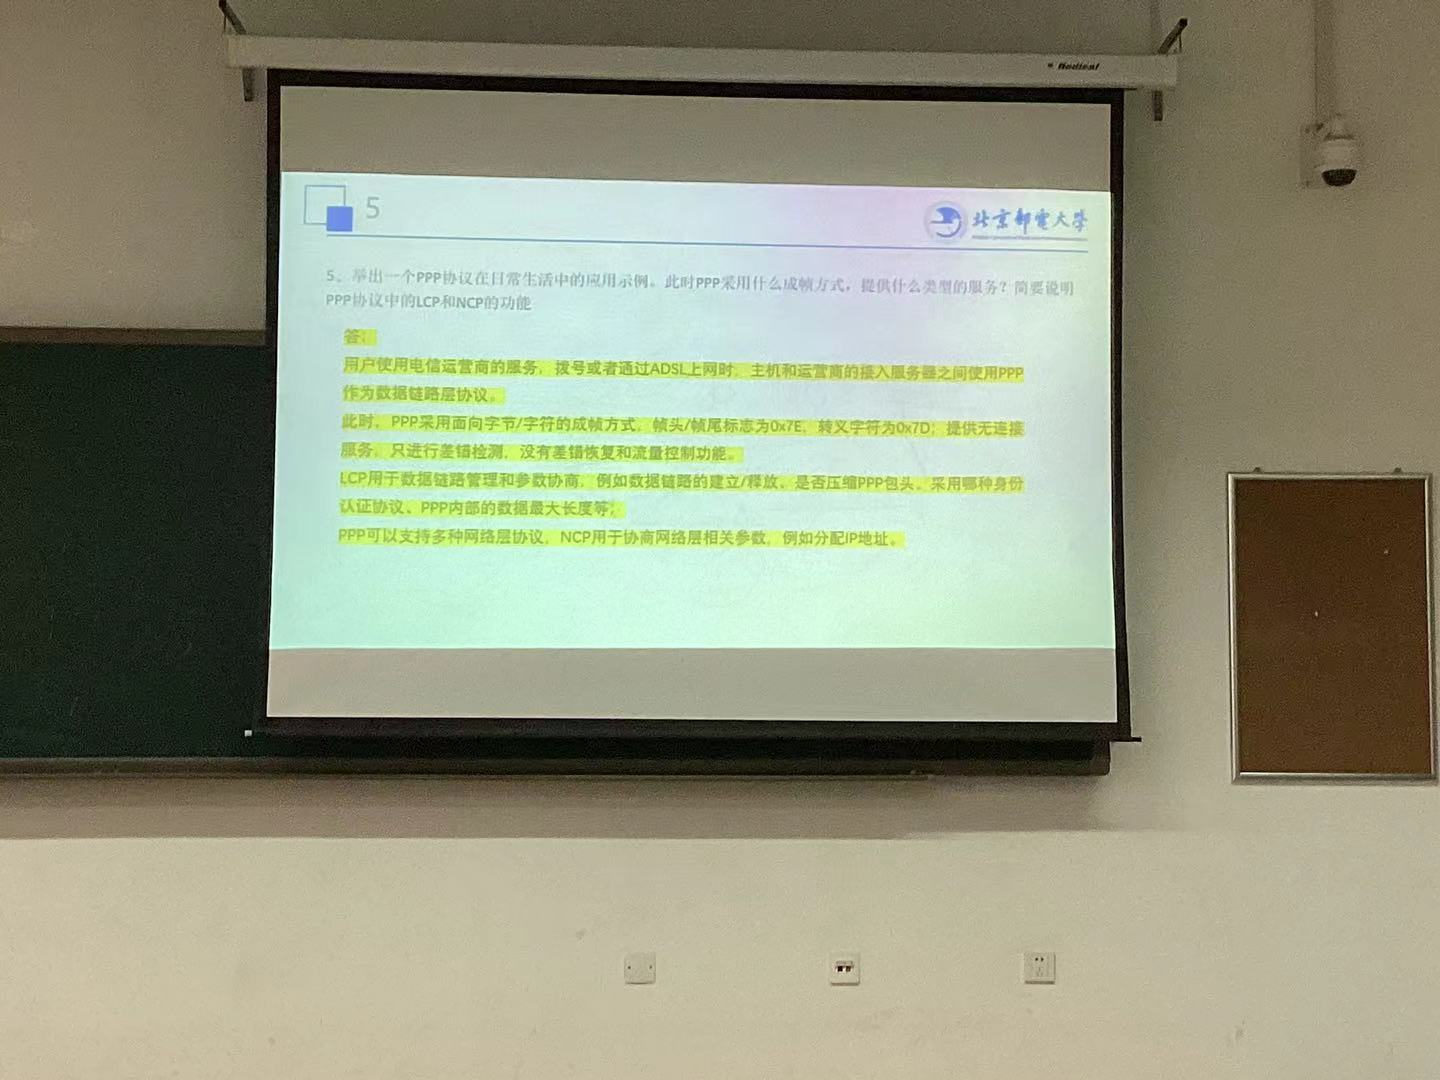 Redleaf
5
北京邮电大学
5、举出一个PPP协议在日常生活中的应用示例。此时PPP采用什么成帧方式，提供什么类型的服务？简要说明
PPP协议中的LCP和NCP的功能
答：
用户使用电信运营商的服务，拨号或者通过ADSL上网时，主机和运营商的接入服务器之间使用PPP
作为数据链路层协议。
此时，PPP采用面向字节/字符的成帧方式，帧头/帧尾标志为0x7E，转义字符为0x7D；提供无连接
服务，只进行差错检测，没有差错恢复和流量控制功能。
LCP用于数据链路管理和参数协商，例如数据链路的建立/释放、是否压缩PPP包头、采用哪种身份
认证协议、PPP内部的数据最大长度等；
PPP可以支持多种网络层协议，NCP用于协商网络层相关参数，例如分配IP地址。